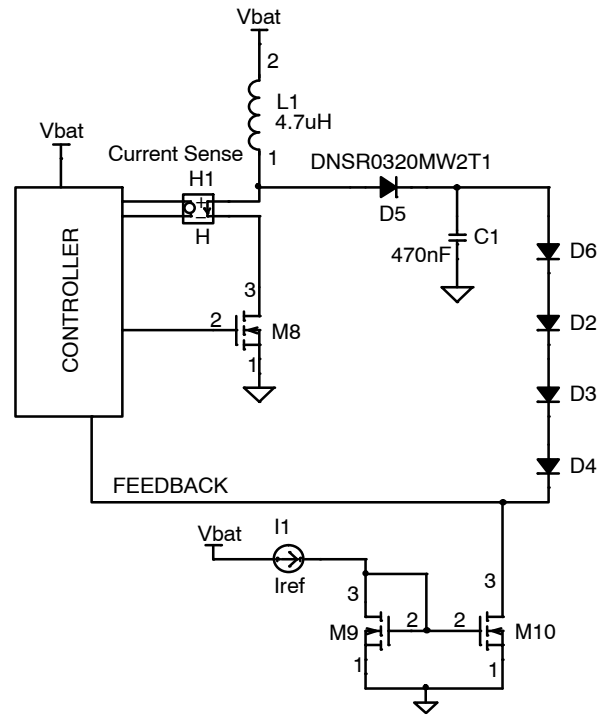 Vbat
2
L1
4.7uH
1
Vbat
Current Sense
H1
+
−
H
DNSR0320MW2T1
D5
C1
470nF
D6
CONTROLLER
3
2
M8
1
D2
D3
D4
FEEDBACK
Vbat
I1
Iref
3
3
M9
2
2
M10
1
1